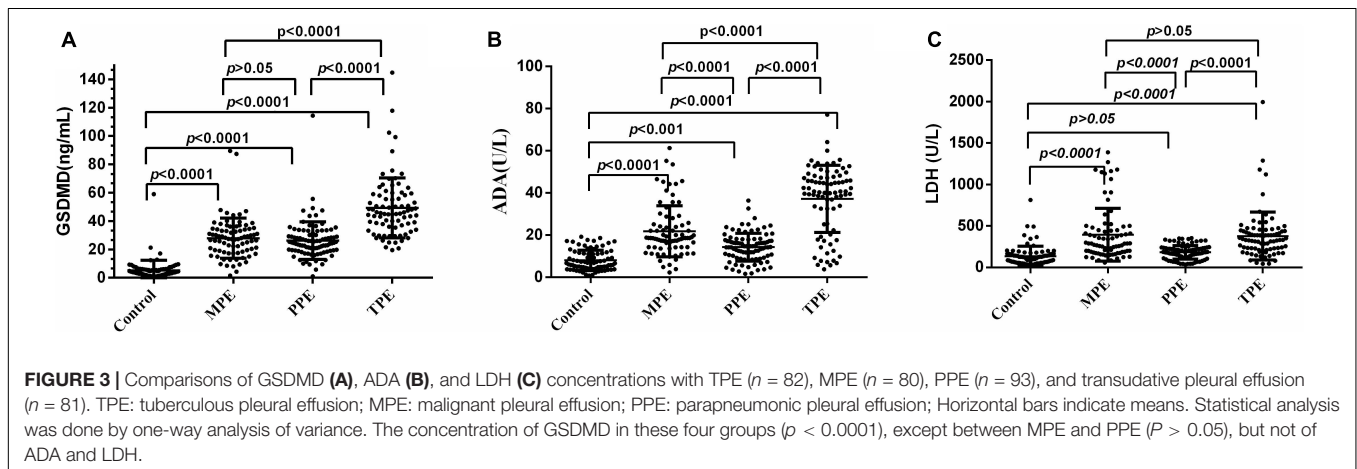 A
p<0.0001
p>0.05
p<0.0001
p<0.0001
p<0.0001
p<0.0001
GSDMD(ng/mL)
140
120
100
80
60
40
20
0
Control
MPE
PPE
TPE
B
p<0.0001
p<0.0001
p<0.0001
p<0.0001
p<0.001
p<0.0001
ADA(U/L)
100
80
60
40
20
0
Control
MPE
PPE
TPE
C
p>0.05
p<0.0001
p<0.0001
p<0.0001
p>0.05
p<0.0001
LDH (U/L)
2500
2000
1500
1000
500
0
Control
MPE
PPE
TPE
FIGURE 3 | Comparisons of GSDMD (A), ADA (B), and LDH (C) concentrations with TPE (n = 82), MPE (n = 80), PPE (n = 93), and transudative pleural effusion
(n = 81). TPE: tuberculous pleural effusion; MPE: malignant pleural effusion; PPE: parapneumonic pleural effusion; Horizontal bars indicate means. Statistical analysis
was done by one-way analysis of variance. The concentration of GSDMD in these four groups (p < 0.0001), except between MPE and PPE (P > 0.05), but not of
ADA and LDH.